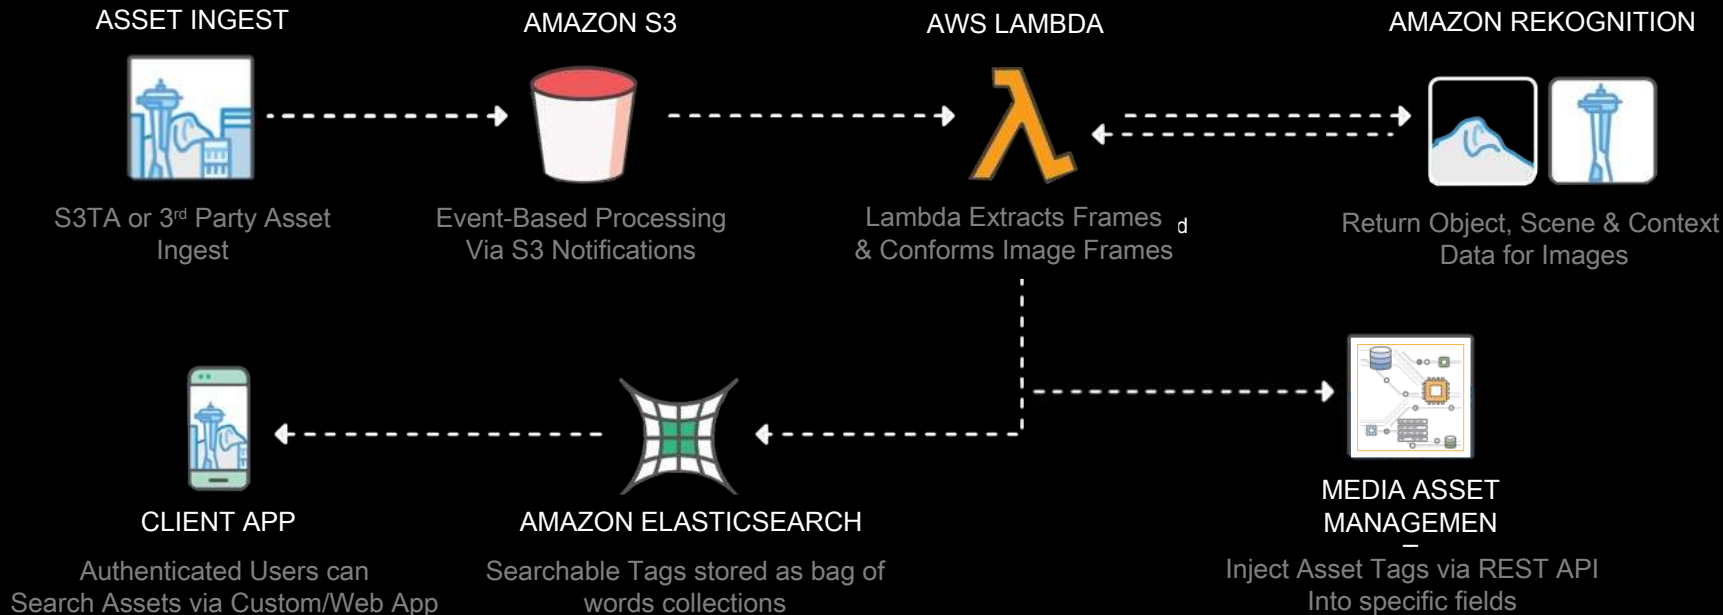 ASSET INGEST
AMAZON S3
AWS LAMBDA
AMAZON REKOGNITION
S3TA or 3rd Party Asset
Ingest
Event-Based Processing
Via S3 Notifications
Lambda Extracts Frames
d
& Conforms Image Frames
Return Object, Scene & Context
Data for Images
CLIENT APP
Authenticated Users can
Search Assets via Custom/Web App
AMAZON ELASTICSEARCH
Searchable Tags stored as bag of
words collections
MEDIA ASSET
MANAGEMEN
Inject Asset Tags via REST API
Into specific fields